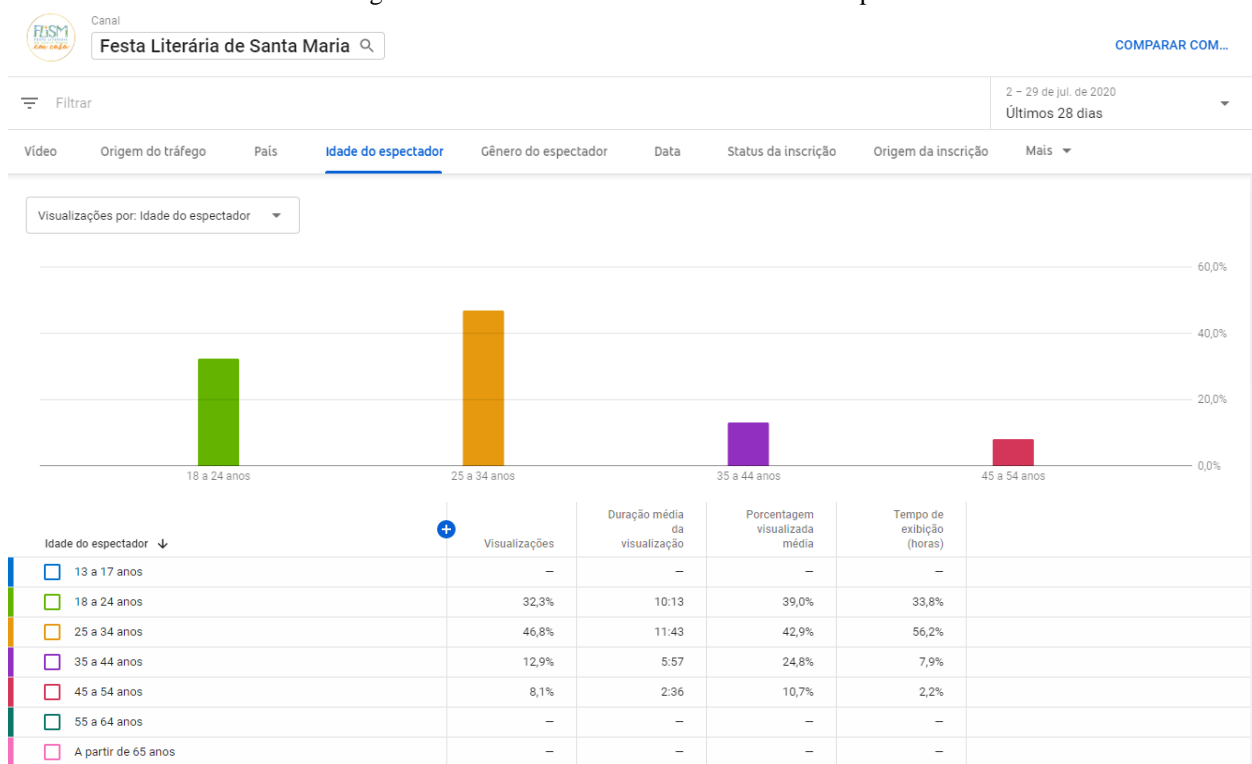 Canal
FLISM
em casa
Festa Literária de Santa Maria
COMPARAR COM...
Filtrar
2 – 29 de jul. de 2020
Últimos 28 dias
Vídeo Origem do tráfego País Idade do espectador Gênero do espectador Data Status da inscrição Origem da inscrição Mais
Visualizações por: Idade do espectador
60,0%
40,0%
20,0%
0,0%
18 a 24 anos 25 a 34 anos 35 a 44 anos 45 a 54 anos
Idade do espectador Visualizações Duração média da visualização Porcentagem visualizada média Tempo de exibição (horas)
13 a 17 anos – – – –
18 a 24 anos 32,3% 10:13 39,0% 33,8%
25 a 34 anos 46,8% 11:43 42,9% 56,2%
35 a 44 anos 12,9% 5:57 24,8% 7,9%
45 a 54 anos 8,1% 2:36 10,7% 2,2%
55 a 64 anos – – – –
A partir de 65 anos – – – –